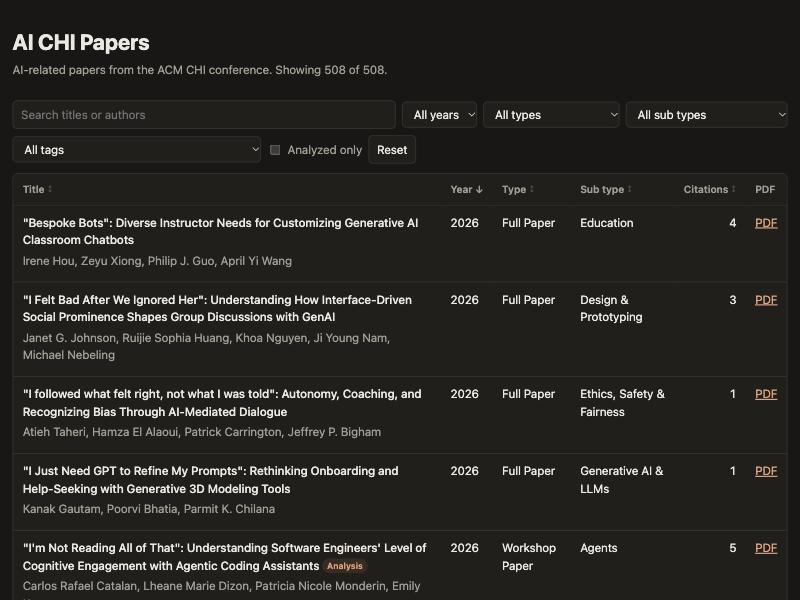 AI CHI Papers
AI-related papers from the ACM CHI conference. Showing 508 of 508.
Search titles or authors
All years
All types
All sub types
All tags
Analyzed only
Reset
Title ↕ Year ↓ Type ↕ Sub type ↕ Citations ↕ PDF
"Bespoke Bots": Diverse Instructor Needs for Customizing Generative AI 2026 Full Paper Education 4 PDF
Classroom Chatbots
Irene Hou, Zeyu Xiong, Philip J. Guo, April Yi Wang
"I Felt Bad After We Ignored Her": Understanding How Interface-Driven 2026 Full Paper Design & 3 PDF
Social Prominence Shapes Group Discussions with GenAI Prototyping
Janet G. Johnson, Ruijie Sophia Huang, Khoa Nguyen, Ji Young Nam,
Michael Nebeling
"I followed what felt right, not what I was told": Autonomy, Coaching, and 2026 Full Paper Ethics, Safety & 1 PDF
Recognizing Bias Through AI-Mediated Dialogue Fairness
Atieh Taheri, Hamza El Alaoui, Patrick Carrington, Jeffrey P. Bigham
"I Just Need GPT to Refine My Prompts": Rethinking Onboarding and 2026 Full Paper Generative AI & 1 PDF
Help-Seeking with Generative 3D Modeling Tools LLMs
Kanak Gautam, Poorvi Bhatia, Parmit K. Chilana
"I'm Not Reading All of That": Understanding Software Engineers' Level of 2026 Workshop Agents 5 PDF
Cognitive Engagement with Agentic Coding Assistants Analysis Paper
Carlos Rafael Catalan, Lheane Marie Dizon, Patricia Nicole Monderin, Emily